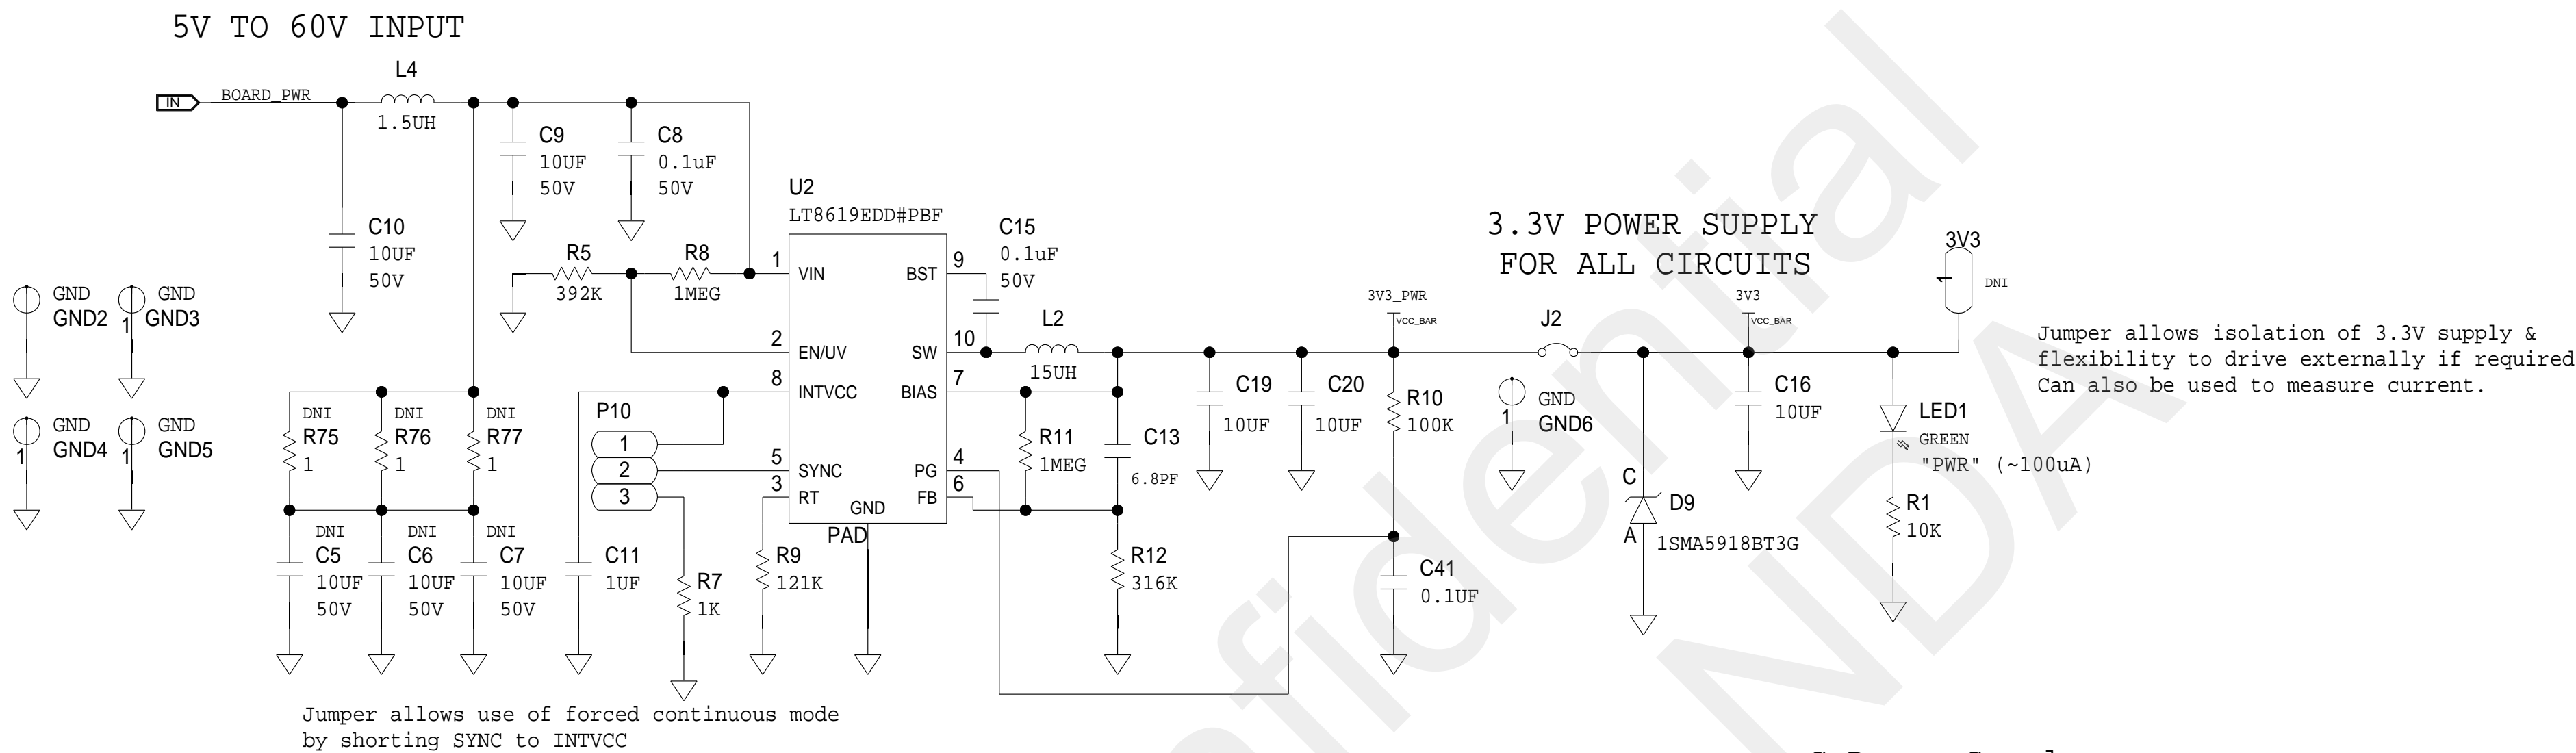 5V TO 60V INPUT
L4
IN
BOARD_PWR
1.5UH
C9
10UF
50V
C8
0.1uF
50V
C10
10UF
50V
U2
LT8619EDD#PBF
R5
392K
R8
1MEG
1
VIN
2
EN/UV
8
INTVCC
5
SYNC
3
RT
GND
PAD
BST
9
SW
10
BIAS
7
PG
4
FB
6
C15
0.1uF
50V
L2
15UH
GND
GND2
GND
1
GND3
GND
1
GND4
GND
1
GND5
DNI
R75
1
DNI
R76
1
DNI
R77
1
DNI
C5
10UF
50V
DNI
C6
10UF
50V
DNI
C7
10UF
50V
P10
1
2
3
C11
1UF
R7
1K
R9
121K
R11
1MEG
C13
6.8PF
R12
316K
C19
10UF
C20
10UF
3V3_PWR
VCC_BAR
R10
100K
C41
0.1UF
3.3V POWER SUPPLY
FOR ALL CIRCUITS
J2
GND
1
GND6
3V3
VCC_BAR
C16
10UF
C
D9
A
1SMA5918BT3G
3V3
1
DNI
LED1
GREEN
"PWR" (~100uA)
R1
10K
Jumper allows isolation of 3.3V supply &
flexibility to drive externally if required
Can also be used to measure current.
Jumper allows use of forced continuous mode
by shorting SYNC to INTVCC
fidential
NDA